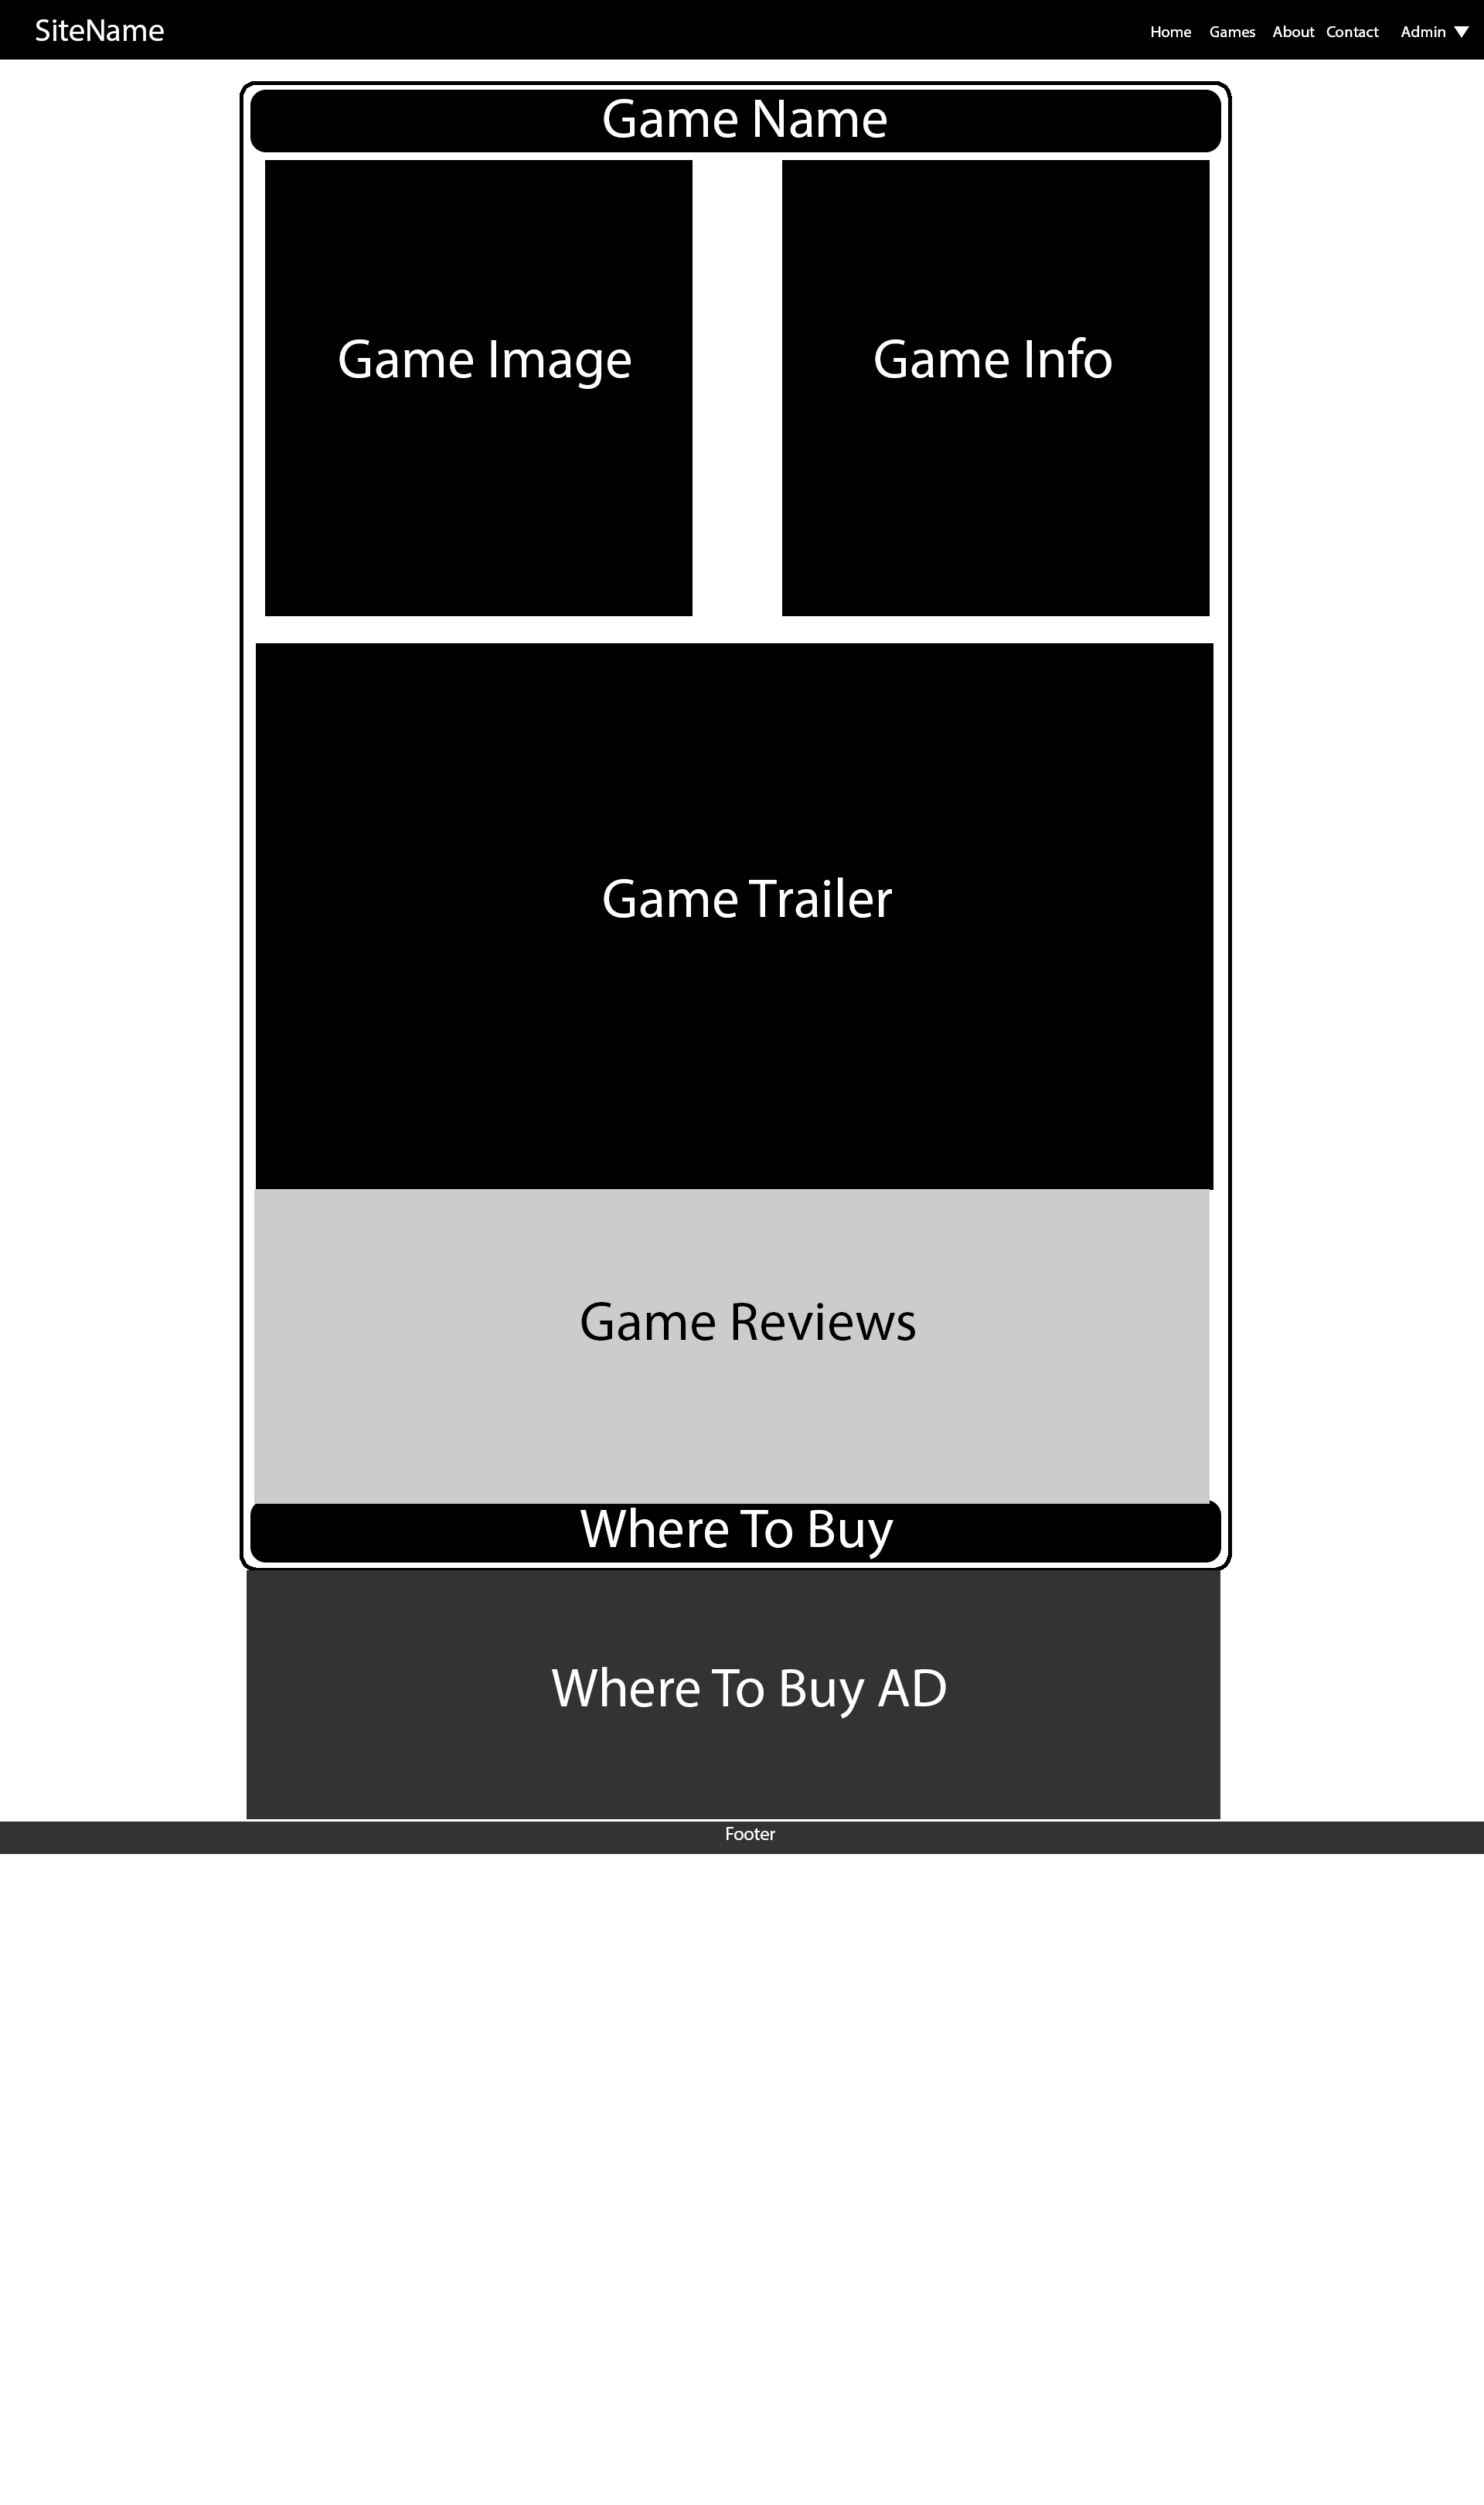 SiteName
Home Games About Contact Admin ▼
Game Name
Game Image
Game Info
Game Trailer
Game Reviews
Where To Buy
Where To Buy AD
Footer